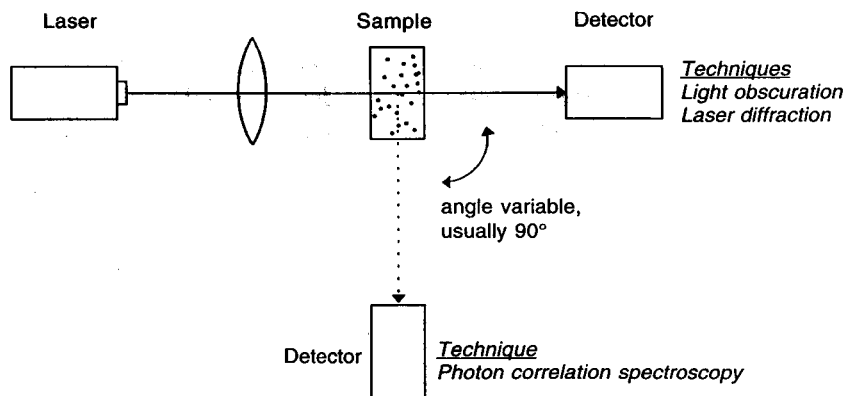 Laser
Sample
Detector
Techniques
Light obscuration
Laser diffraction
angle variable,
usually 90°
Detector
Technique
Photon correlation spectroscopy